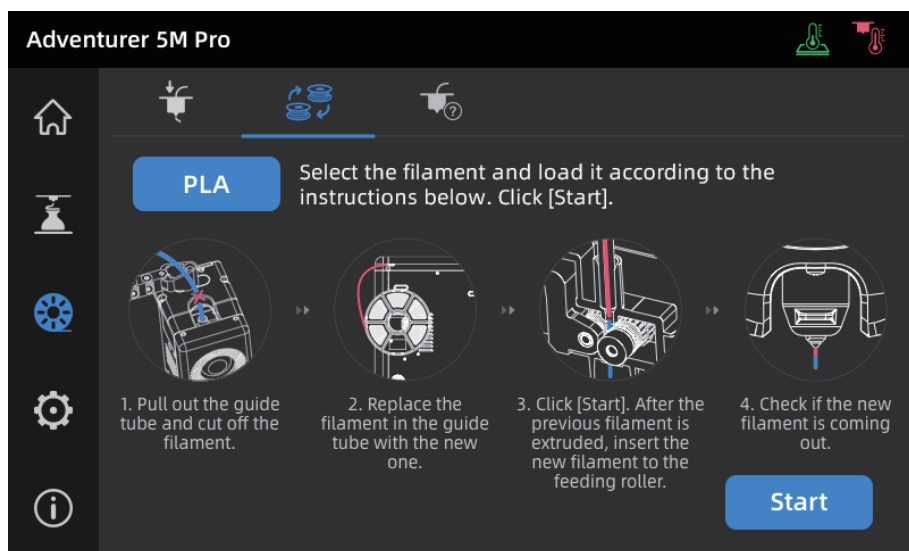 Adventurer 5M Pro
PLA
Select the filament and load it according to the
instructions below. Click [Start].
1. Pull out the guide
tube and cut off the
filament.
2. Replace the
filament in the guide
tube with the new
one.
3. Click [Start]. After the
previous filament is
extruded, insert the
new filament to the
feeding roller.
4. Check if the new
filament is coming
out.
Start